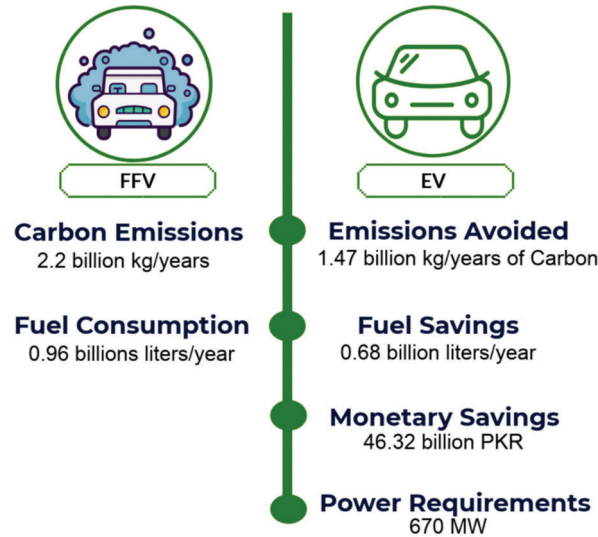 FFV
EV
Carbon Emissions
2.2 billion kg/years
Emissions Avoided
1.47 billion kg/years of Carbon
Fuel Consumption
0.96 billions liters/year
Fuel Savings
0.68 billion liters/year
Monetary Savings
46.32 billion PKR
Power Requirements
670 MW